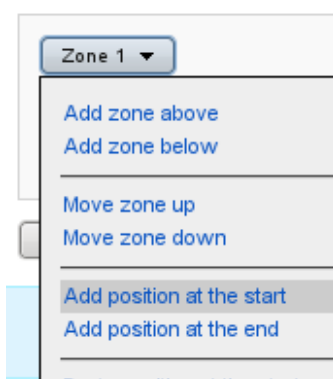 Zone 1
Add zone above
Add zone below
Move zone up
Move zone down
Add position at the start
Add position at the end